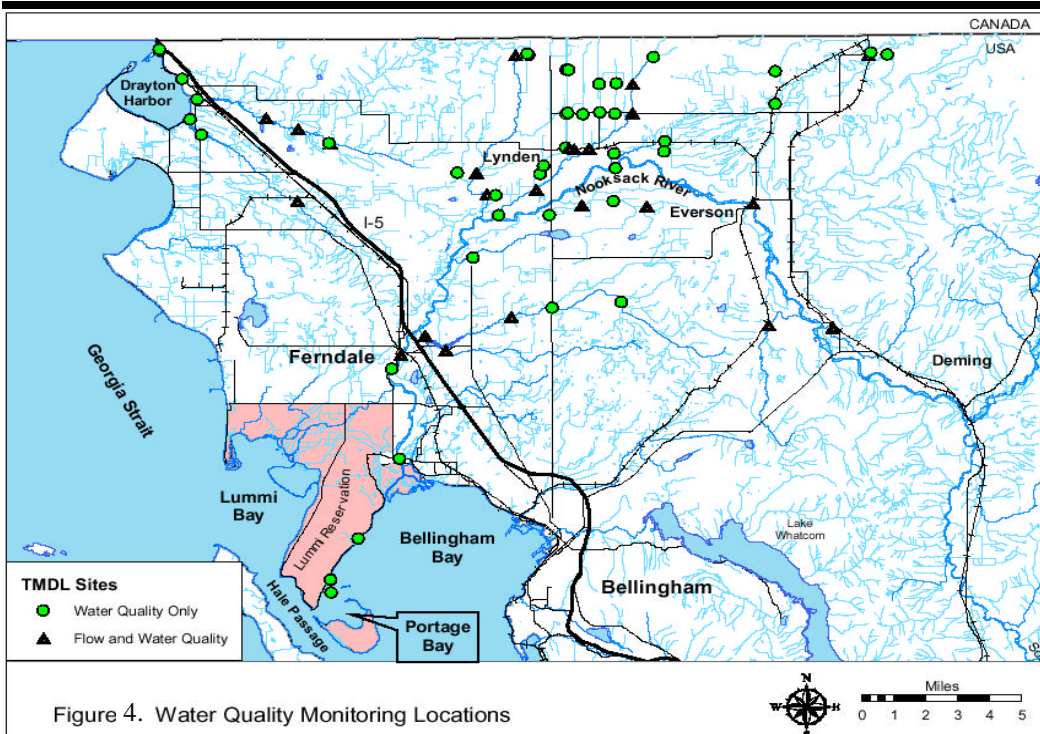 CANADA
USA
Drayton
Harbor
Lynden
Nooksack River
Everson
I-5
Ferndale
Deming
Georgia Strait
Lummi
Bay
Lummi Reservation
Bellingham
Bay
Lake
Whatcom
Bellingham
Hale Passage
Portage
Bay
TMDL Sites
Water Quality Only
Flow and Water Quality
Figure 4. Water Quality Monitoring Locations
N
W
E
S
Miles
0 1 2 3 4 5